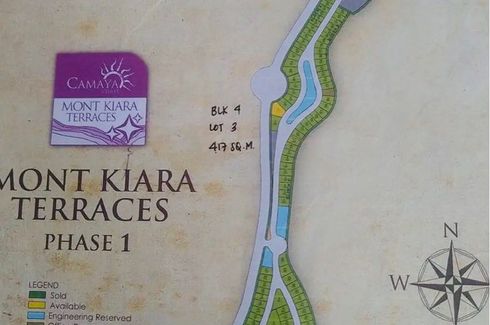 CAMAYA
COAST
MONT KIARA
TERRACES
BLK 4
LOT 3
417 SQ.M.
MONT KIARA
TERRACES
PHASE 1
N
W
LEGEND
Sold
Available
Engineering Reserved